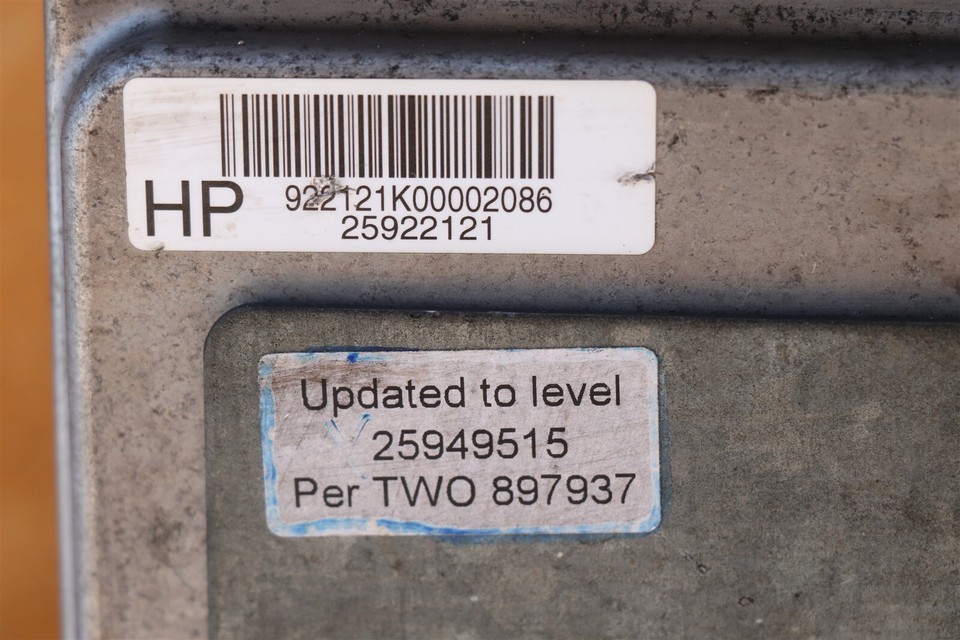 HP 922121K00002086
25922121
Updated to level
25949515
Per TWO 897937